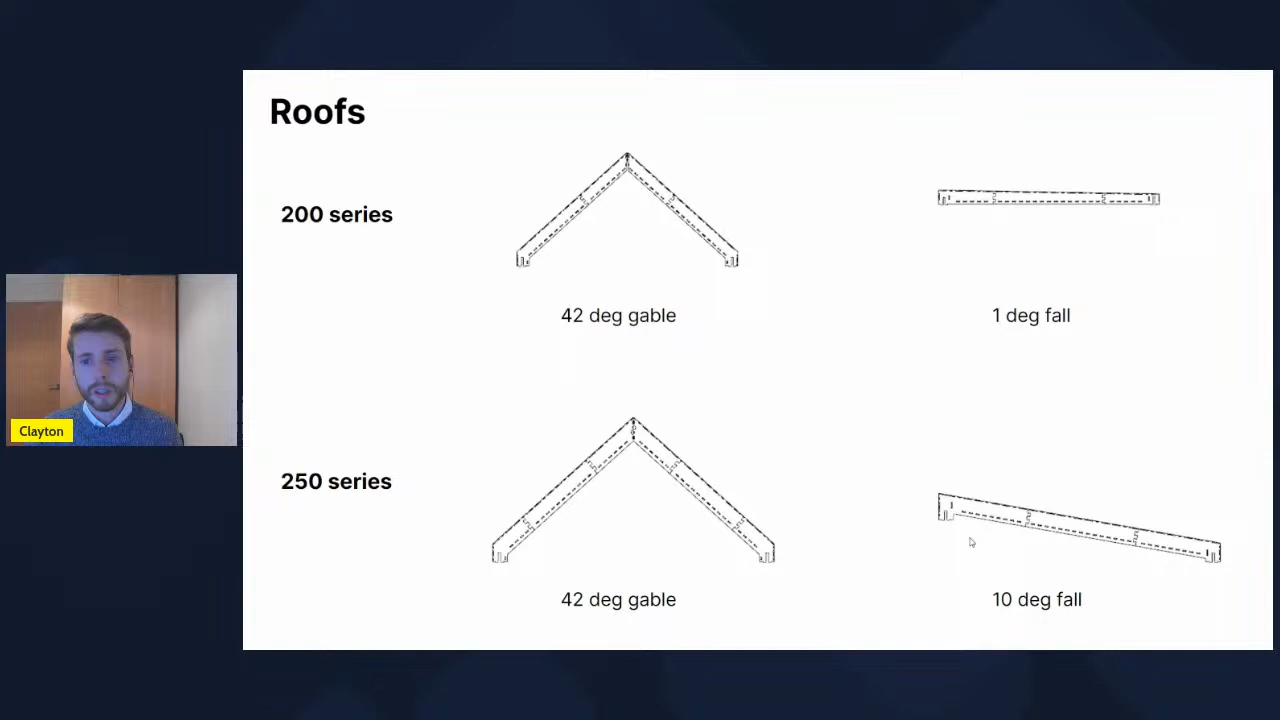 Roofs
200 series
42 deg gable
1 deg fall
Clayton
250 series
42 deg gable
10 deg fall